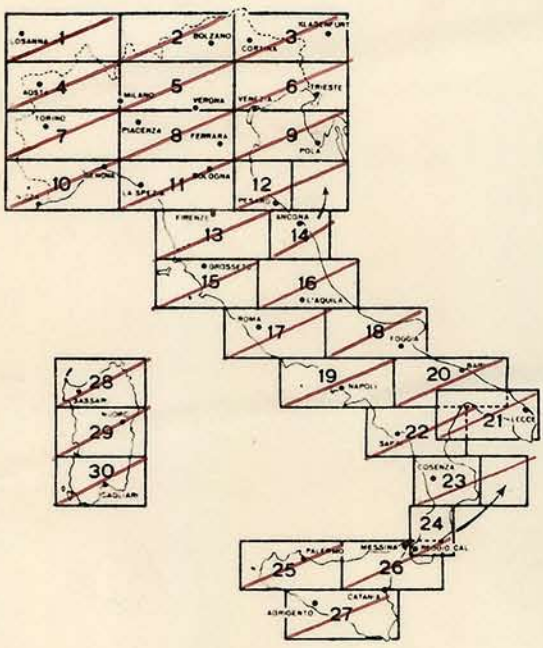 LOSANNA 1
2 BOLZANO
CORTINA 3 KLAGENFURT
AOSTA 4
MILANO 5 VERONA
VENEZIA 6 TRIESTE
TORINO 7
PIACENZA 8 FERRARA
9 POLA
NIZZA 10 GENOVA
LA SPEZIA 11 BOLOGNA
PESARO 12
FIRENZE 13
ANCONA 14
GROSSETO 15
16 L'AQUILA
ROMA 17
18 FOGGIA
19 NAPOLI
20 BARI
21 LECCE
22
COSENZA 23
24 REGGIO CAL.
25 PALERMO
MESSINA 26
AGRIGENTO 27 CATANIA
28 SASSARI
29 NUORO
30 CAGLIARI